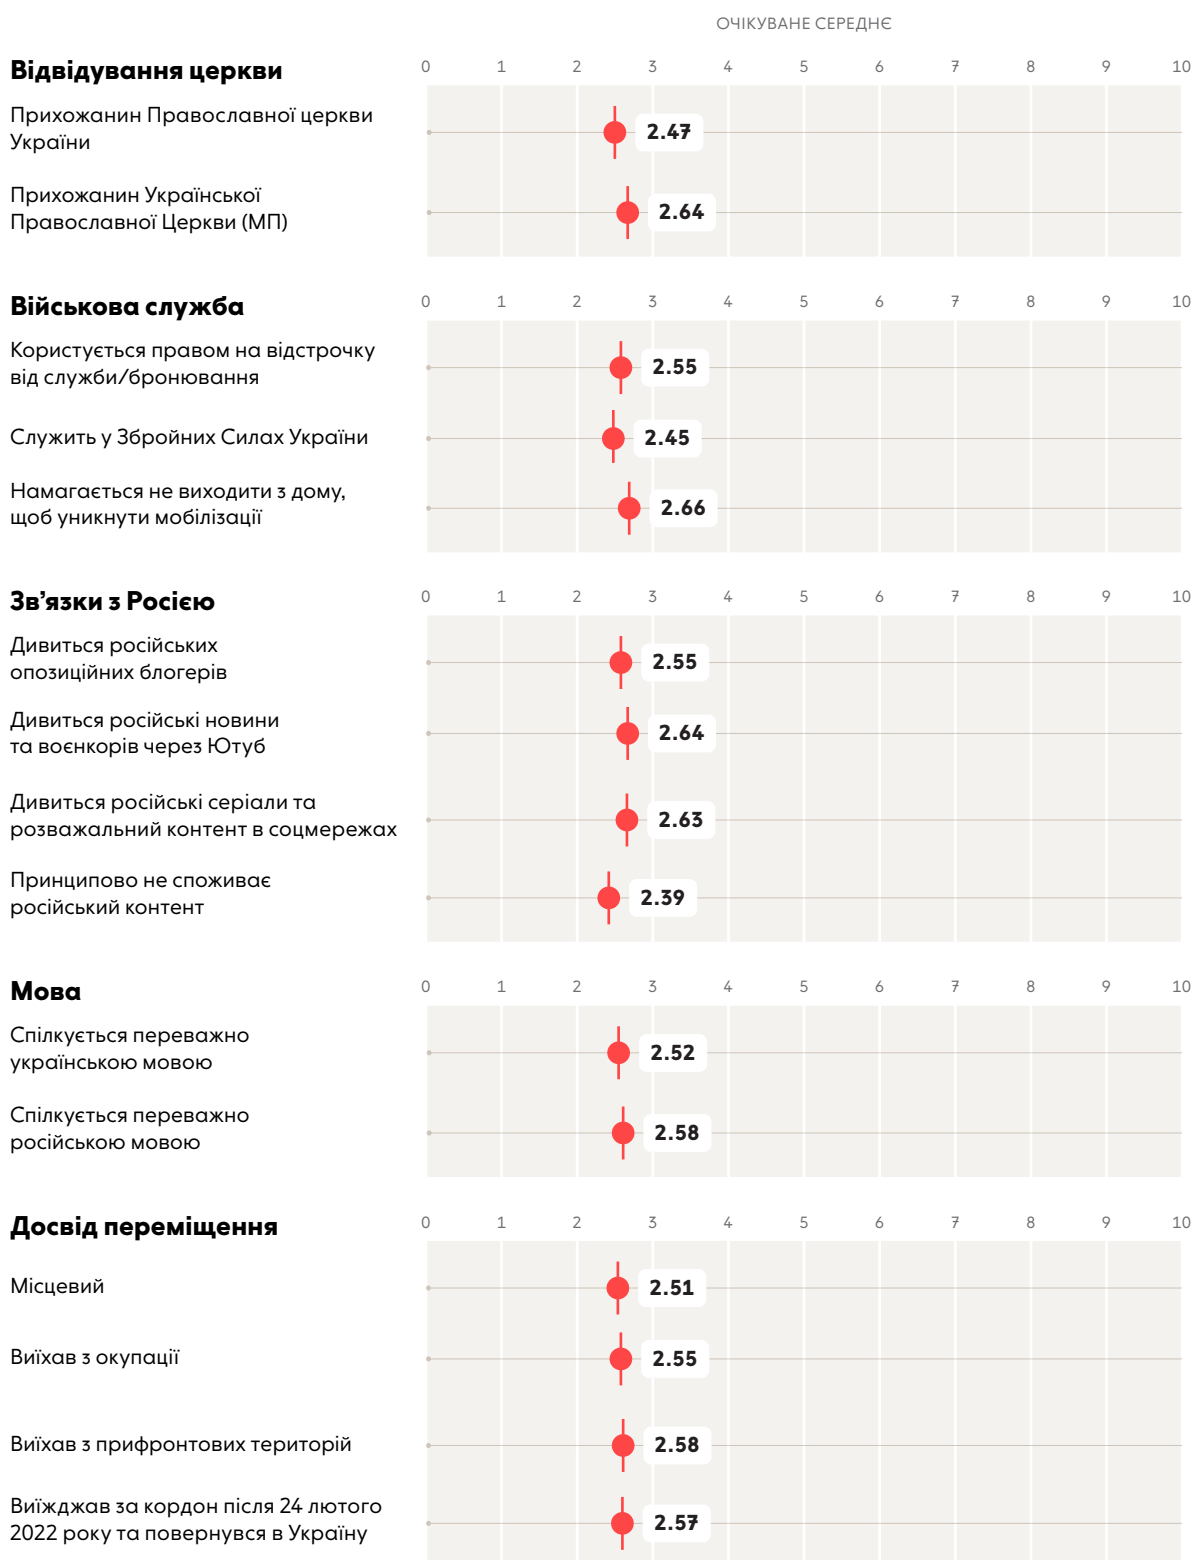 ОЧІКУВАНЕ СЕРЕДНЄ
Відвідування церкви
0 1 2 3 4 5 6 7 8 9 10
Прихожанин Православної церкви
України
2.47
Прихожанин Української
Православної Церкви (МП)
2.64
Військова служба
0 1 2 3 4 5 6 7 8 9 10
Користується правом на відстрочку
від служби/бронювання
2.55
Служить у Збройних Силах України
2.45
Намагається не виходити з дому,
щоб уникнути мобілізації
2.66
Зв’язки з Росією
0 1 2 3 4 5 6 7 8 9 10
Дивиться російських
опозиційних блогерів
2.55
Дивиться російські новини
та воєнкорів через Ютуб
2.64
Дивиться російські серіали та
розважальний контент в соцмережах
2.63
Принципово не споживає
російський контент
2.39
Мова
0 1 2 3 4 5 6 7 8 9 10
Спілкується переважно
українською мовою
2.52
Спілкується переважно
російською мовою
2.58
Досвід переміщення
0 1 2 3 4 5 6 7 8 9 10
Місцевий
2.51
Виїхав з окупації
2.55
Виїхав з прифронтових територій
2.58
Виїжджав за кордон після 24 лютого
2022 року та повернувся в Україну
2.57